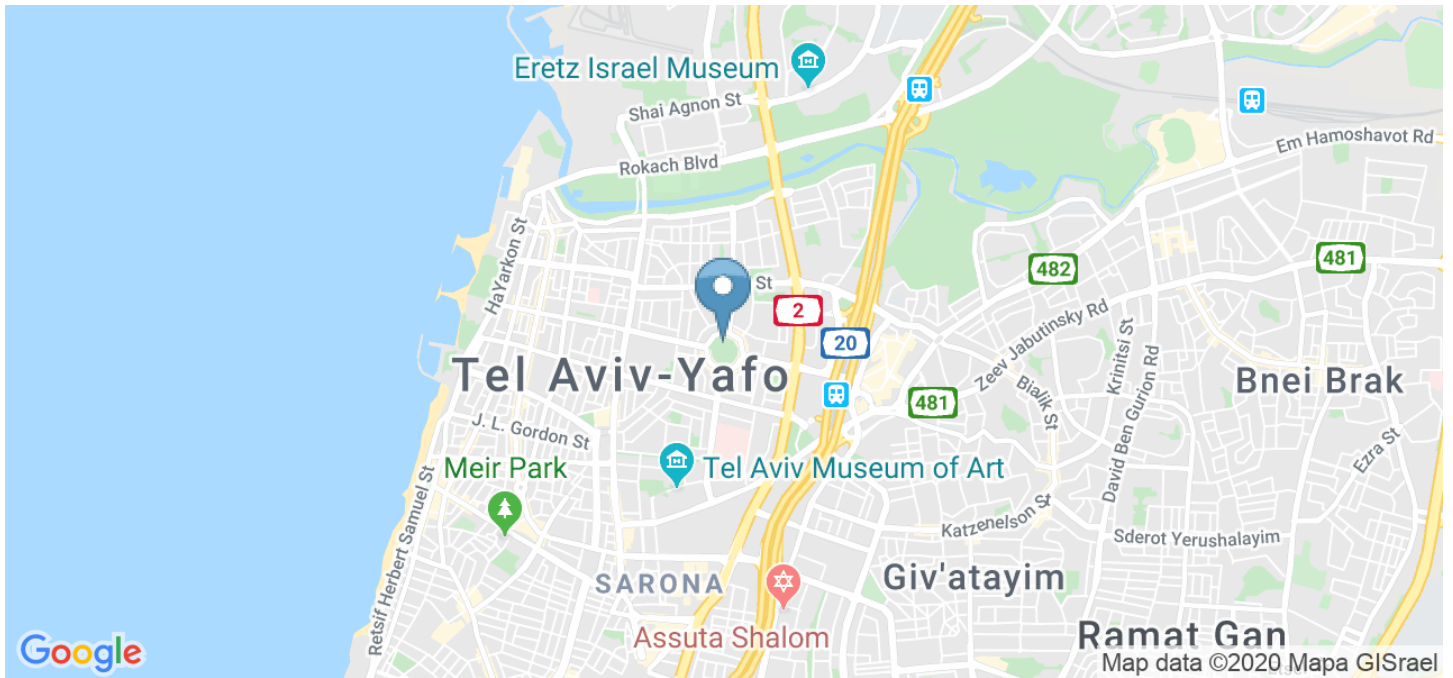 Eretz Israel Museum
Shai Agnon St
Em Hamoshavot Rd
Rokach Blvd
HaYarkon St
481
482
St
2
Zeev Jabutinsky Rd
20
Krinitsi St
Tel Aviv-Yafo
Bnei Brak
481
Bialik St
David Ben Gurion Rd
J. L. Gordon St
Ezra St
Meir Park
Tel Aviv Museum of Art
Retsif Herbert Samuel St
Katzenelson St
Sderot Yerushalayim
SARONA
Giv'atayim
Assuta Shalom
Ramat Gan
Google
Map data ©2020 Mapa GISrael